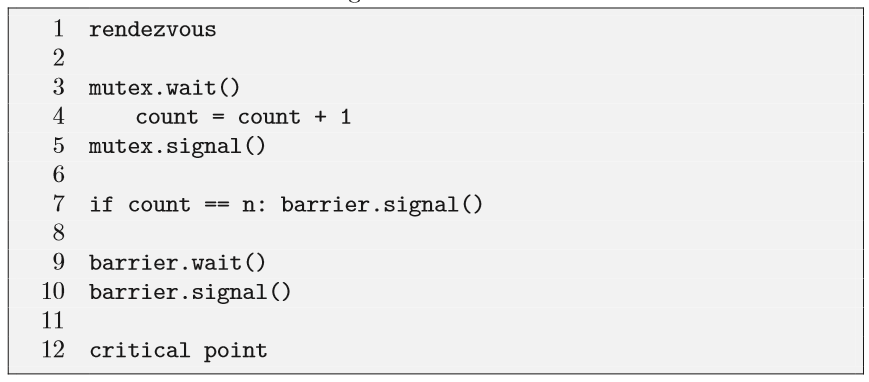 1 rendezvous
2
3 mutex.wait()
4     count = count + 1
5 mutex.signal()
6
7 if count == n: barrier.signal()
8
9 barrier.wait()
10 barrier.signal()
11
12 critical point